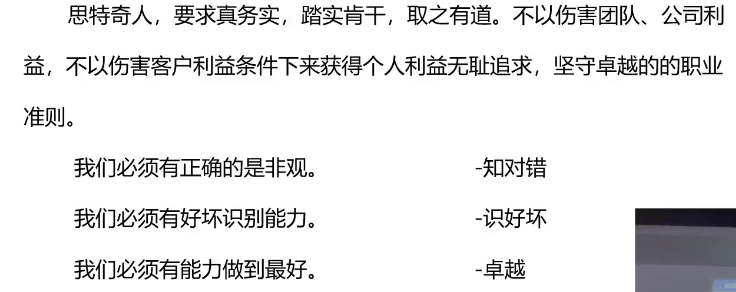 思特奇人，要求真务实，踏实肯干，取之有道。不以伤害团队、公司利
益，不以伤害客户利益条件下来获得个人利益无耻追求，坚守卓越的的职业
准则。
我们必须有正确的是非观。 -知对错
我们必须有好坏识别能力。 -识好坏
我们必须有能力做到最好。 -卓越